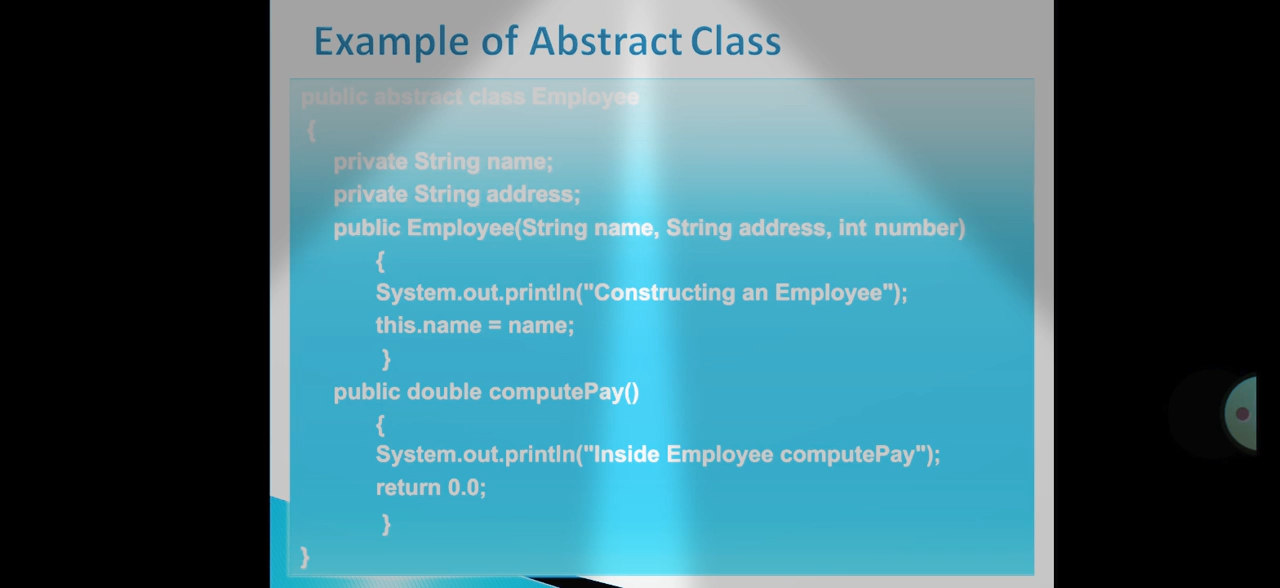 Example of Abstract Class
public abstract class Employee
{
private String name;
private String address;
public Employee(String name, String address, int number)
{
System.out.println("Constructing an Employee");
this.name = name;
}
public double computePay()
{
System.out.println("Inside Employee computePay");
return 0.0;
}
}